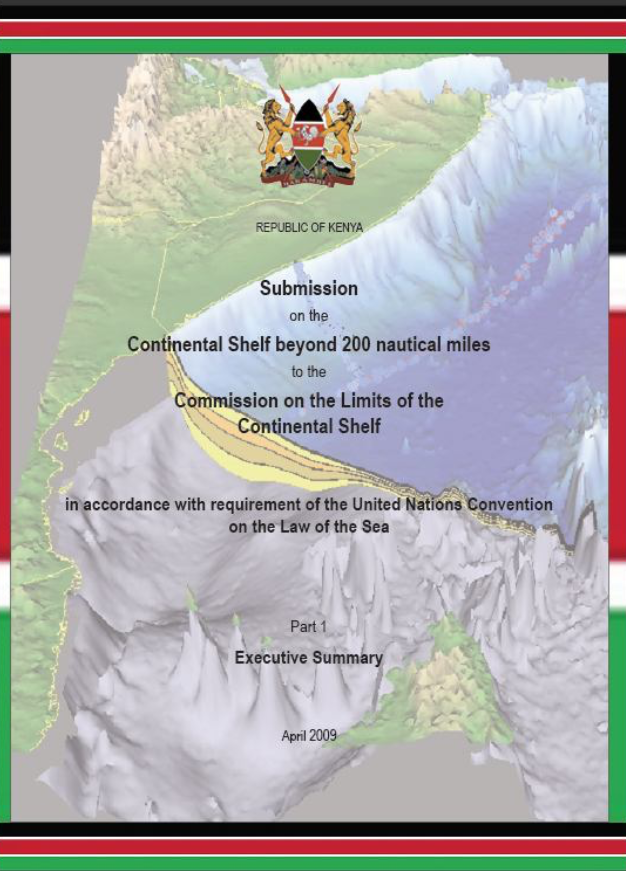 HARAMBEE
REPUBLIC OF KENYA
Submission
on the
Continental Shelf beyond 200 nautical miles
to the
Commission on the Limits of the
Continental Shelf
in accordance with requirement of the United Nations Convention
on the Law of the Sea
Part 1
Executive Summary
April 2009